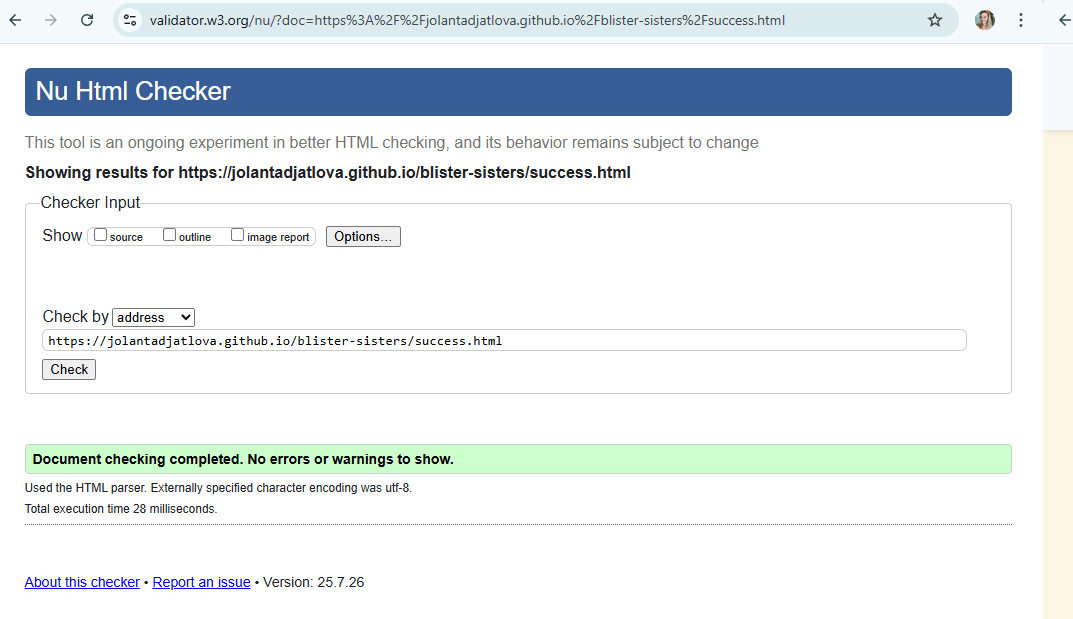 validator.w3.org/nu/?doc=https%3A%2F%2Fjolantadjatlova.github.io%2Fblister-sisters%2Fsuccess.html
Nu Html Checker
This tool is an ongoing experiment in better HTML checking, and its behavior remains subject to change
Showing results for https://jolantadjatlova.github.io/blister-sisters/success.html
Checker Input
Show source outline image report Options...
Check by address
https://jolantadjatlova.github.io/blister-sisters/success.html
Check
Document checking completed. No errors or warnings to show.
Used the HTML parser. Externally specified character encoding was utf-8.
Total execution time 28 milliseconds.
About this checker • Report an issue • Version: 25.7.26